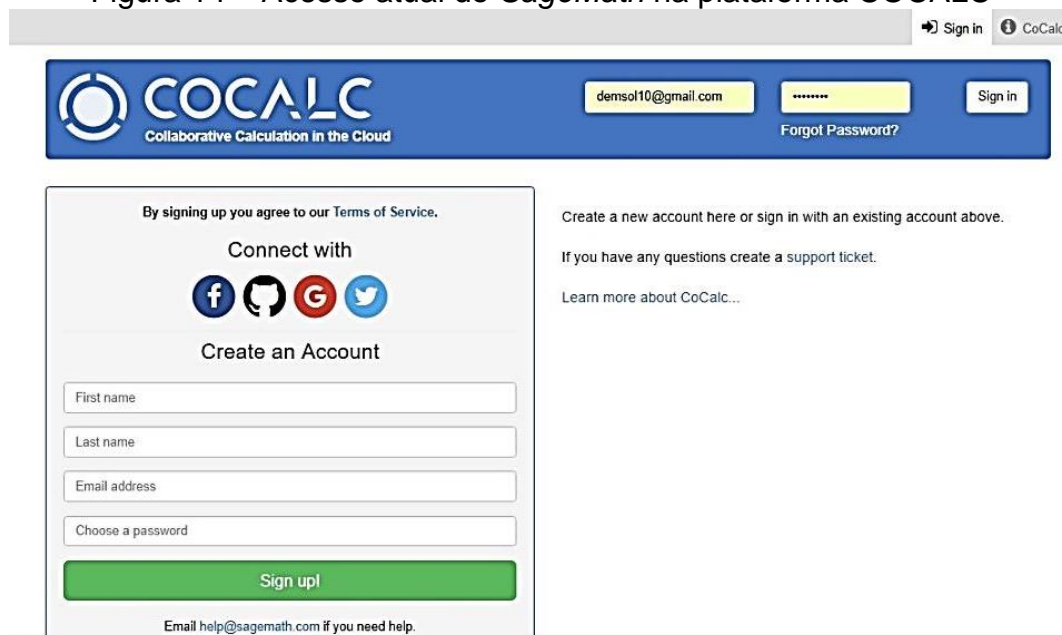 Acesso atual do SageMath na plataforma COCALC
Sign in CoCalc
COCALC
Collaborative Calculation in the Cloud
demsol10@gmail.com
••••••••
Sign in
Forgot Password?
By signing up you agree to our Terms of Service.
Connect with
Create an Account
First name
Last name
Email address
Choose a password
Sign up!
Email help@sagemath.com if you need help.
Create a new account here or sign in with an existing account above.
If you have any questions create a support ticket.
Learn more about CoCalc...